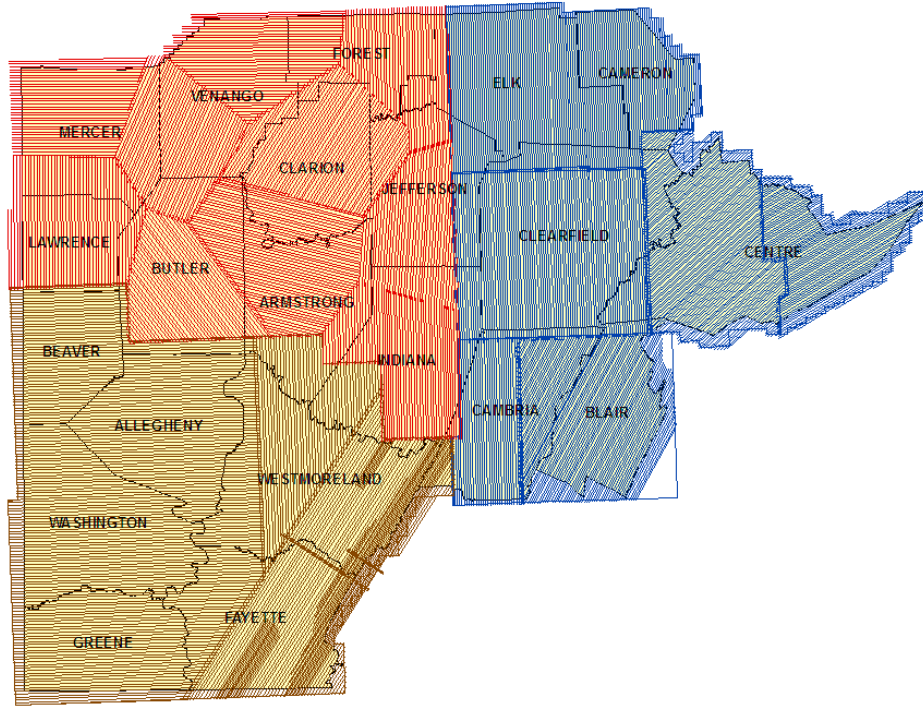 FOREST
ELK
CAMERON
VENANGO
MERCER
CLARION
JEFFERSON
LAWRENCE
CLEARFIELD
CENTRE
BUTLER
ARMSTRONG
BEAVER
INDIANA
CAMBRIA
BLAIR
ALLEGHENY
WESTMORELAND
WASHINGTON
FAYETTE
GREENE